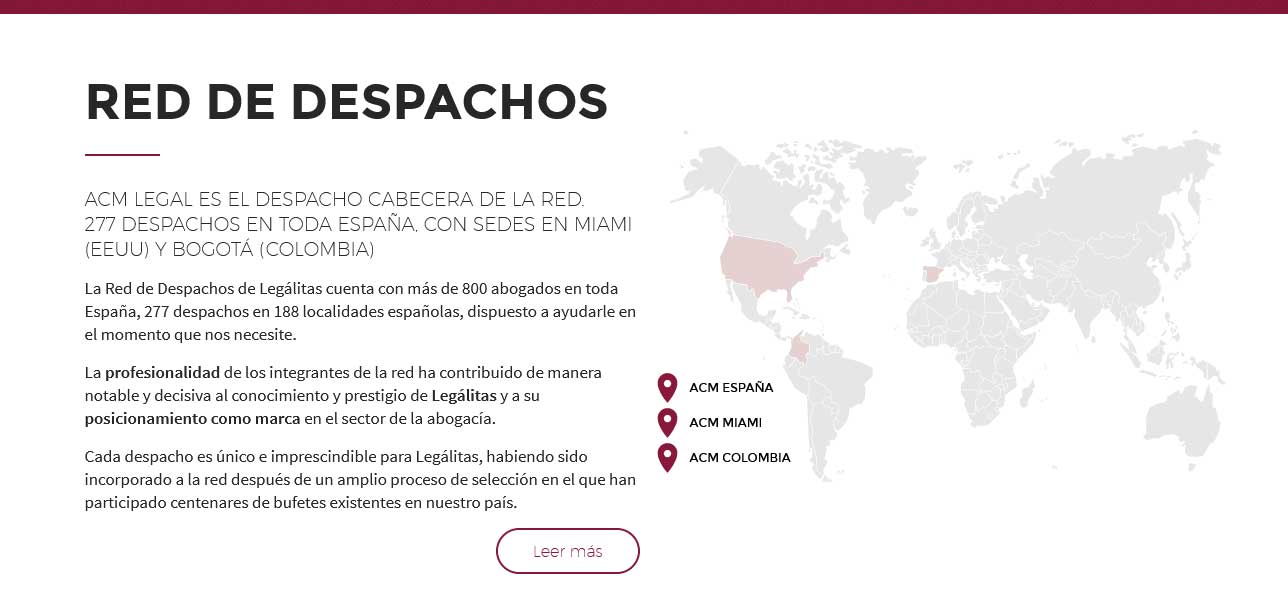 RED DE DESPACHOS
ACM LEGAL ES EL DESPACHO CABECERA DE LA RED.
277 DESPACHOS EN TODA ESPAÑA, CON SEDES EN MIAMI
(EEUU) Y BOGOTÁ (COLOMBIA)
La Red de Despachos de Legálitas cuenta con más de 800 abogados en toda
España, 277 despachos en 188 localidades españolas, dispuesto a ayudarle en
el momento que nos necesite.
La profesionalidad de los integrantes de la red ha contribuido de manera
notable y decisiva al conocimiento y prestigio de Legálitas y a su
posicionamiento como marca en el sector de la abogacía.
Cada despacho es único e imprescindible para Legálitas, habiendo sido
incorporado a la red después de un amplio proceso de selección en el que han
participado centenares de bufetes existentes en nuestro país.
Leer más
ACM ESPAÑA
ACM MIAMI
ACM COLOMBIA